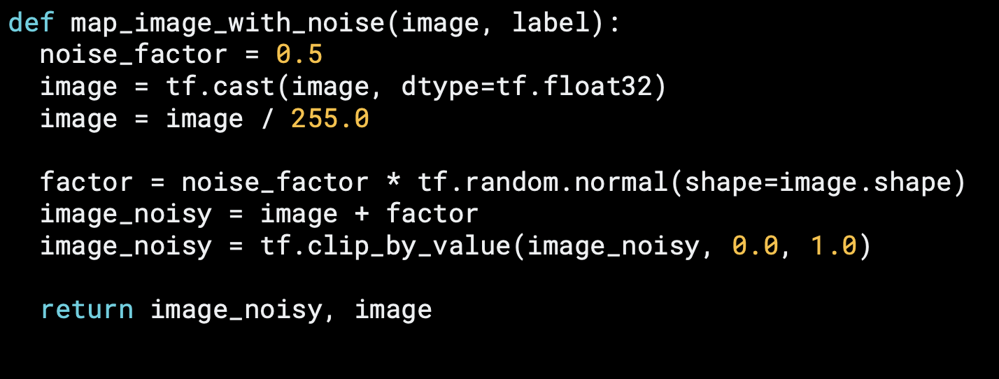 def map_image_with_noise(image, label):
  noise_factor = 0.5
  image = tf.cast(image, dtype=tf.float32)
  image = image / 255.0

  factor = noise_factor * tf.random.normal(shape=image.shape)
  image_noisy = image + factor
  image_noisy = tf.clip_by_value(image_noisy, 0.0, 1.0)

  return image_noisy, image